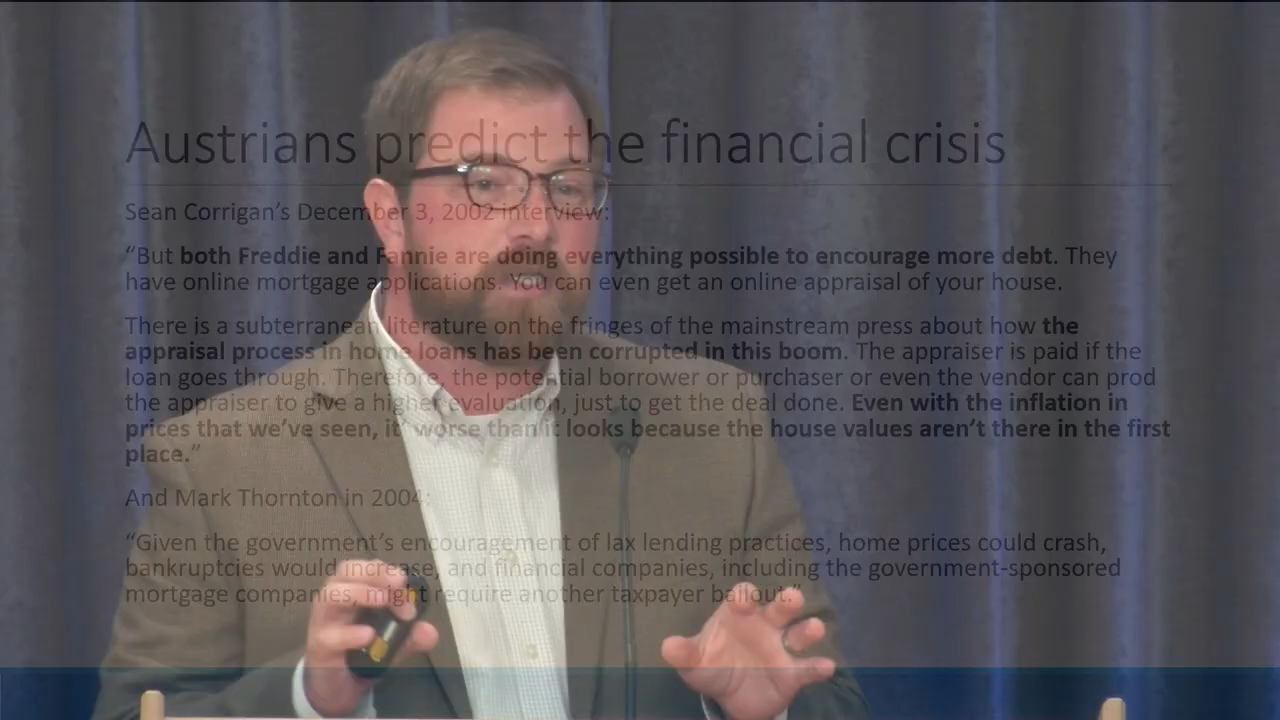 Austrians predict the financial crisis
Sean Corrigan's December 3, 2002 interview:
“But both Freddie and Fannie are doing everything possible to encourage more debt. They
have online mortgage applications. You can even get an online appraisal of your house.
There is a subterranean literature on the fringes of the mainstream press about how the
appraisal process in home loans has been corrupted in this boom. The appraiser is paid if the
loan goes through. Therefore, the potential borrower or purchaser or even the vendor can prod
the appraiser to give a higher evaluation, just to get the deal done. Even with the inflation in
prices that we’ve seen, it’ worse than it looks because the house values aren’t there in the first
place.”
And Mark Thornton in 2004:
“Given the government’s encouragement of lax lending practices, home prices could crash,
bankruptcies would increase, and financial companies, including the government-sponsored
mortgage companies, might require another taxpayer bailout.”